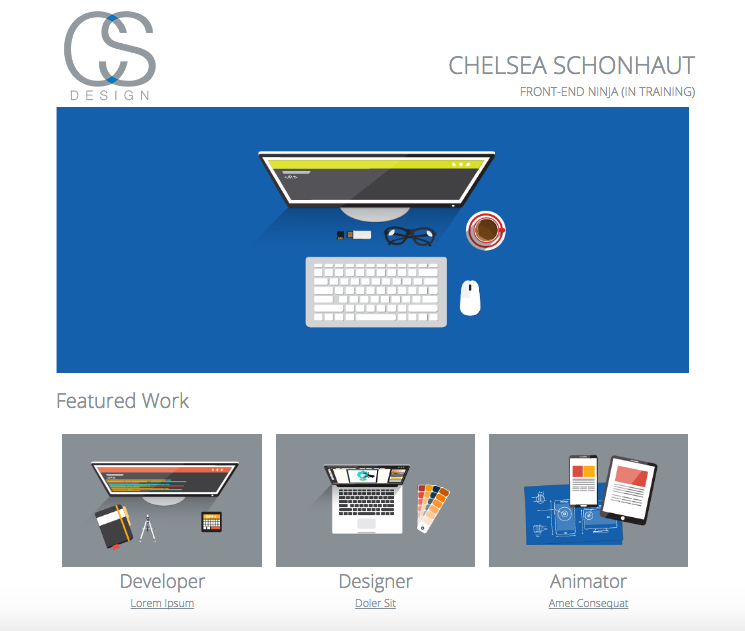 CS
DESIGN
CHELSEA SCHONHAUT
FRONT-END NINJA (IN TRAINING)
Featured Work
Developer
Designer
Animator
Lorem Ipsum
Doler Sit
Amet Consequat